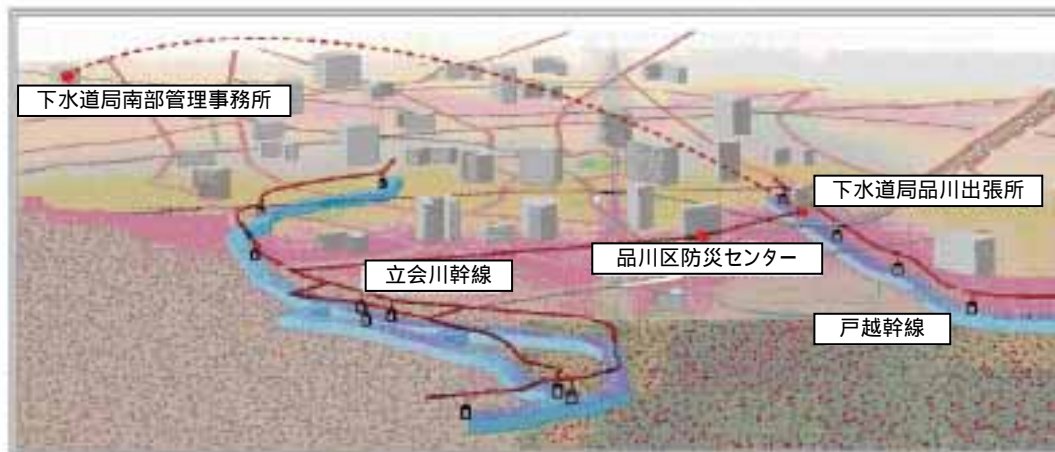 下水道局南部管理事務所
下水道局品川出張所
品川区防災センター
立会川幹線
戸越幹線